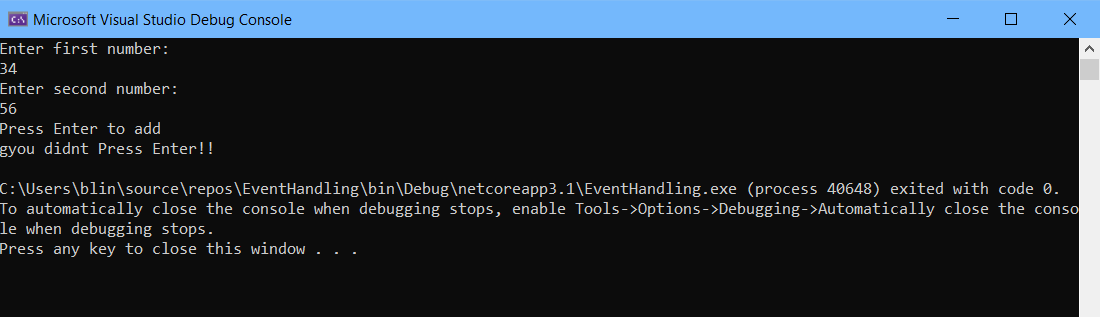 Microsoft Visual Studio Debug Console
Enter first number:
34
Enter second number:
56
Press Enter to add
gyou didnt Press Enter!!
C:\Users\blin\source\repos\EventHandling\bin\Debug\netcoreapp3.1\EventHandling.exe (process 40648) exited with code 0.
To automatically close the console when debugging stops, enable Tools->Options->Debugging->Automatically close the conso
le when debugging stops.
Press any key to close this window . . .